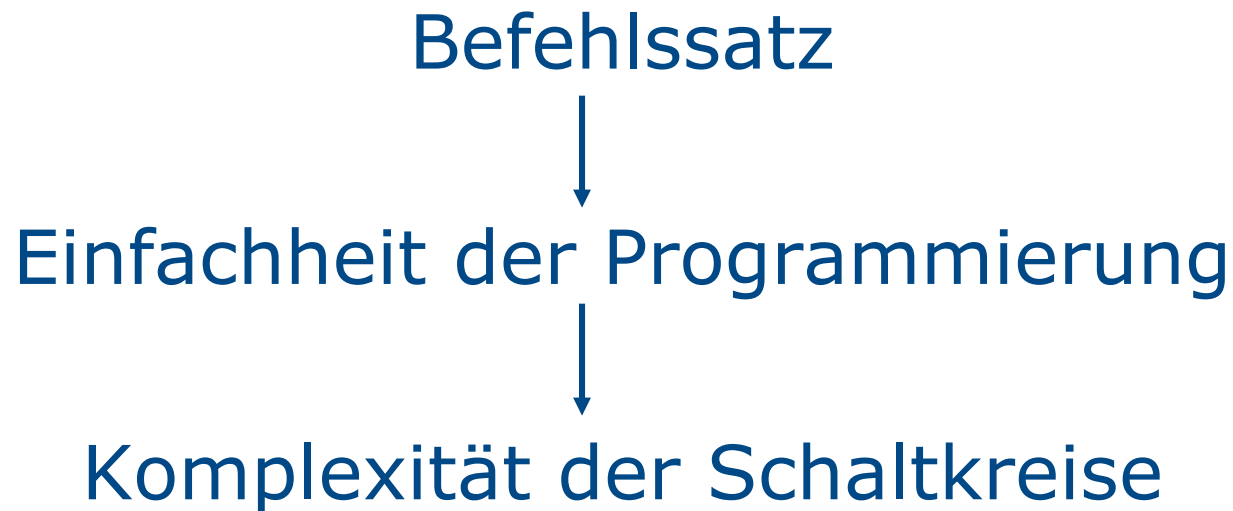 Befehlssatz
Einfachheit der Programmierung
Komplexität der Schaltkreise